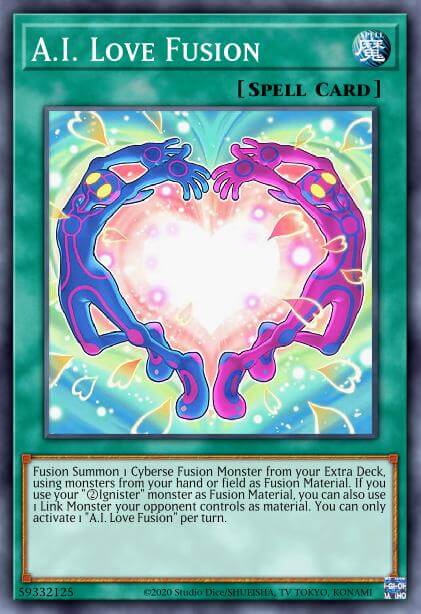 A.I. Love Fusion
SPELL
魔
[Spell Card]
Fusion Summon 1 Cyberse Fusion Monster from your Extra Deck,
using monsters from your hand or field as Fusion Material. If you
use your "②Ignister" monster as Fusion Material, you can also use
1 Link Monster your opponent controls as material. You can only
activate 1 "A.I. Love Fusion" per turn.
59332125
©2020 Studio Dice/SHUEISHA, TV TOKYO, KONAMI